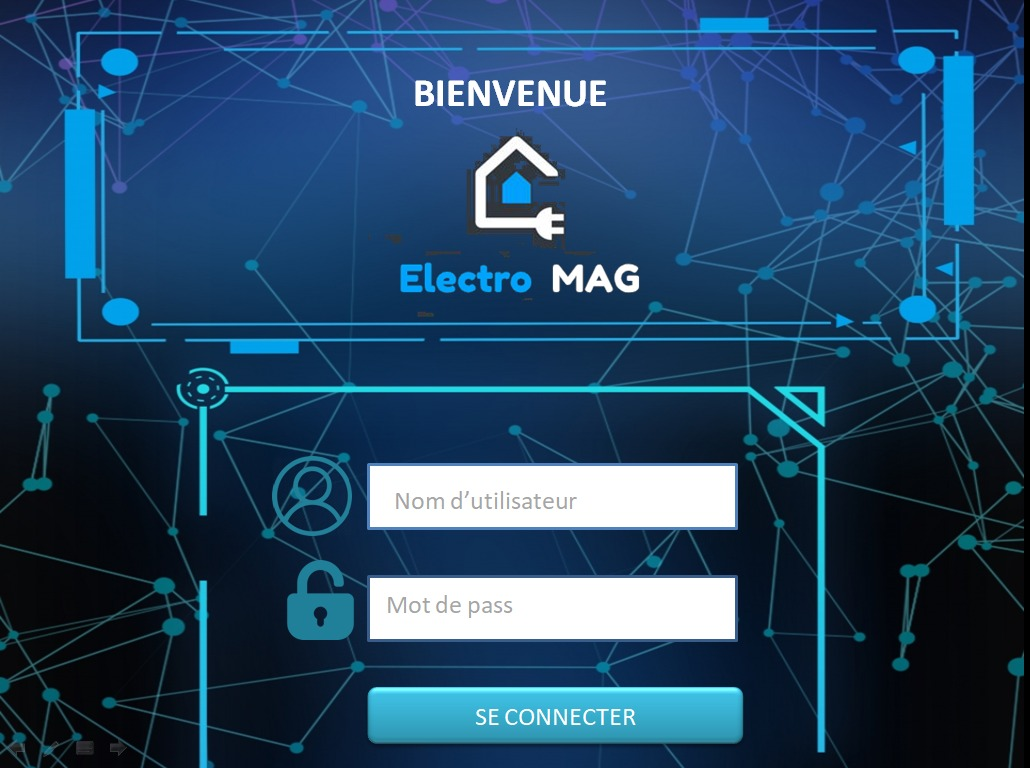 BIENVENUE
Electro MAG
Nom d’utilisateur
Mot de pass
SE CONNECTER